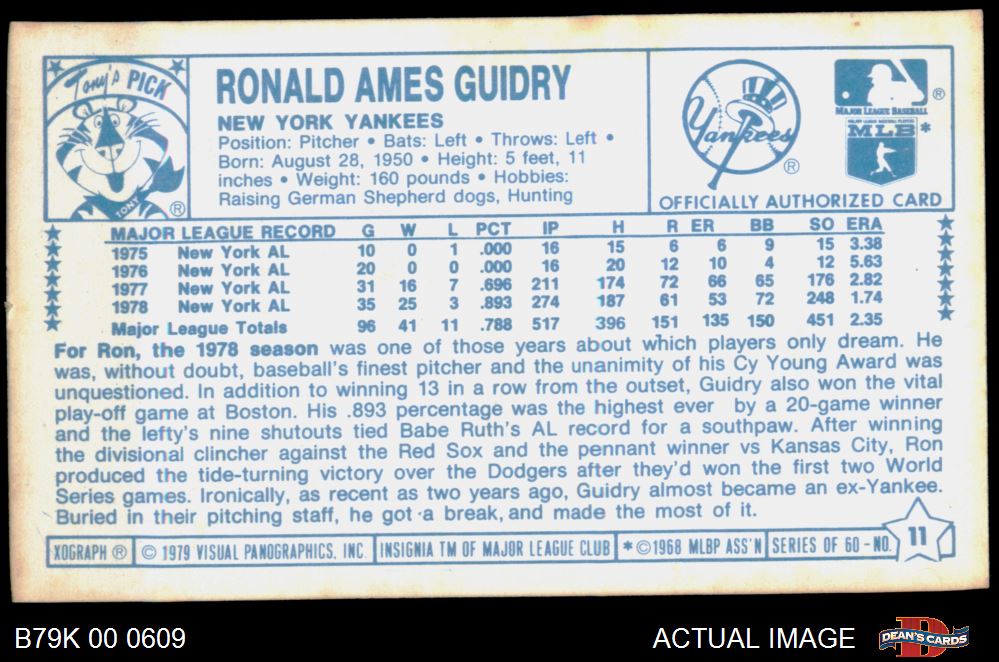 Tony's PICK
TONY ®
RONALD AMES GUIDRY
NEW YORK YANKEES
Position: Pitcher • Bats: Left • Throws: Left •
Born: August 28, 1950 • Height: 5 feet, 11
inches • Weight: 160 pounds • Hobbies:
Raising German Shepherd dogs, Hunting
Yankees ®
MAJOR LEAGUE BASEBALL ®
MAJOR LEAGUE BASEBALL PLAYERS
MLB *
OFFICIALLY AUTHORIZED CARD
MAJOR LEAGUE RECORD G W L PCT IP H R ER BB SO ERA
1975 New York AL 10 0 1 .000 16 15 6 6 9 15 3.38
1976 New York AL 20 0 0 .000 16 20 12 10 4 12 5.63
1977 New York AL 31 16 7 .696 211 174 72 66 65 176 2.82
1978 New York AL 35 25 3 .893 274 187 61 53 72 248 1.74
Major League Totals 96 41 11 .788 517 396 151 135 150 451 2.35
For Ron, the 1978 season was one of those years about which players only dream. He
was, without doubt, baseball's finest pitcher and the unanimity of his Cy Young Award was
unquestioned. In addition to winning 13 in a row from the outset, Guidry also won the vital
play-off game at Boston. His .893 percentage was the highest ever by a 20-game winner
and the lefty's nine shutouts tied Babe Ruth's AL record for a southpaw. After winning
the divisional clincher against the Red Sox and the pennant winner vs Kansas City, Ron
produced the tide-turning victory over the Dodgers after they'd won the first two World
Series games. Ironically, as recent as two years ago, Guidry almost became an ex-Yankee.
Buried in their pitching staff, he got a break, and made the most of it.
XOGRAPH ® © 1979 VISUAL PANOGRAPHICS, INC. INSIGNIA TM OF MAJOR LEAGUE CLUB * © 1968 MLBP ASS'N SERIES OF 60 - NO. 11
B79K 00 0609 ACTUAL IMAGE D DEAN'S CARDS